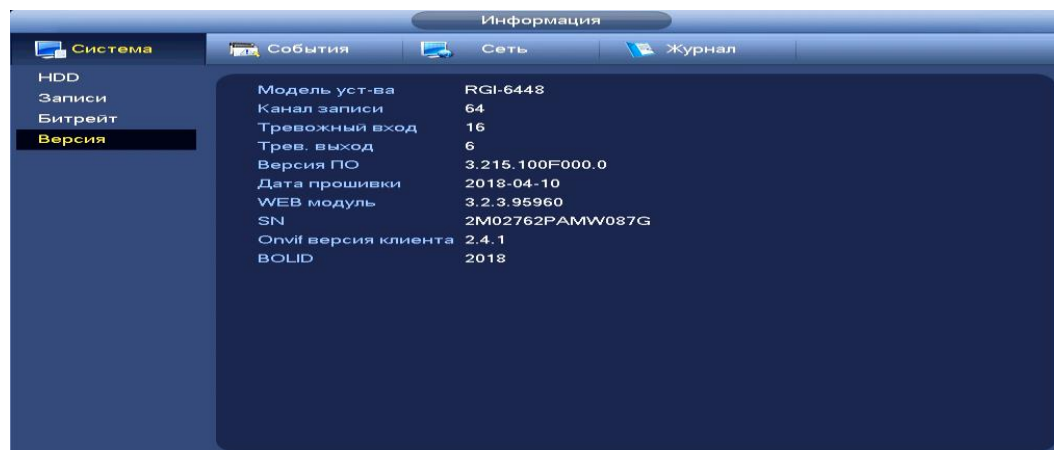 Информация
Система События Сеть Журнал
HDD
Записи
Битрейт
Версия
Модель уст-ва RGI-6448
Канал записи 64
Тревожный вход 16
Трев. выход 6
Версия ПО 3.215.100F000.0
Дата прошивки 2018-04-10
WEB модуль 3.2.3.95960
SN 2M02762PAMW087G
Onvif версия клиента 2.4.1
BOLID 2018